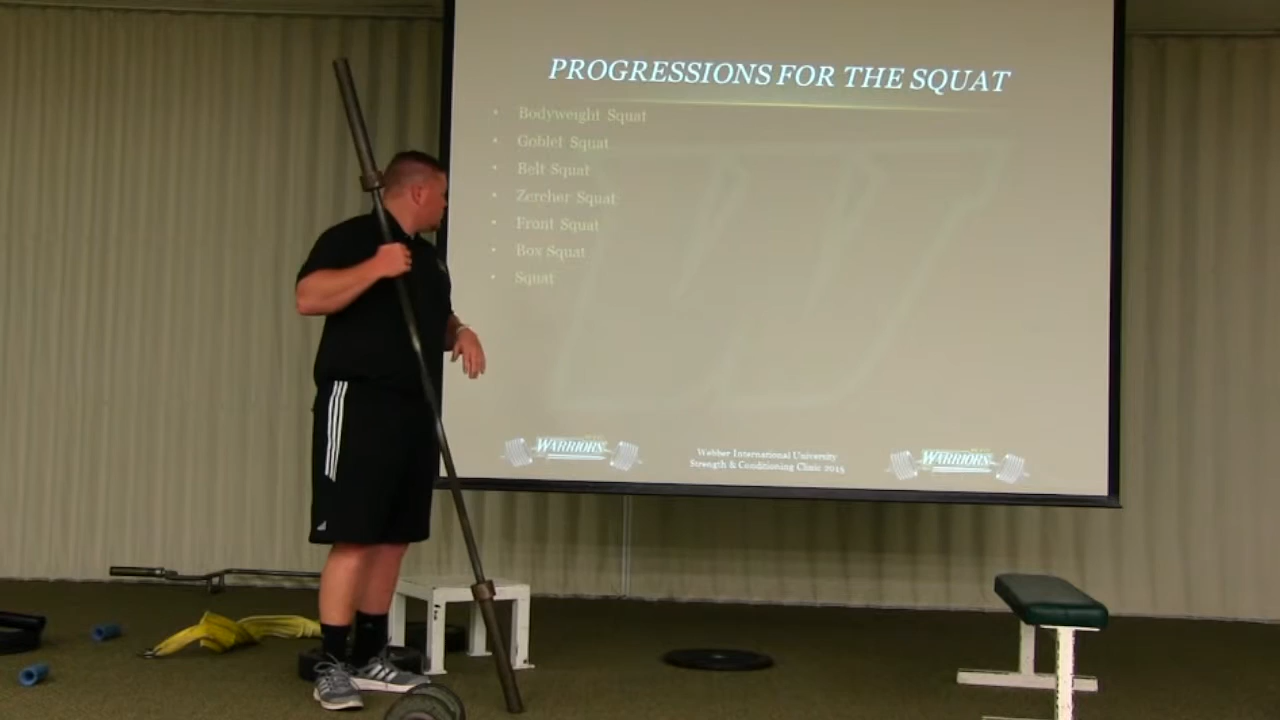 PROGRESSIONS FOR THE SQUAT
• Bodyweight Squat
• Goblet Squat
• Belt Squat
• Zercher Squat
• Front Squat
• Box Squat
• Squat
WARRIORS
Webber International University
Strength & Conditioning Clinic 2015
WARRIORS